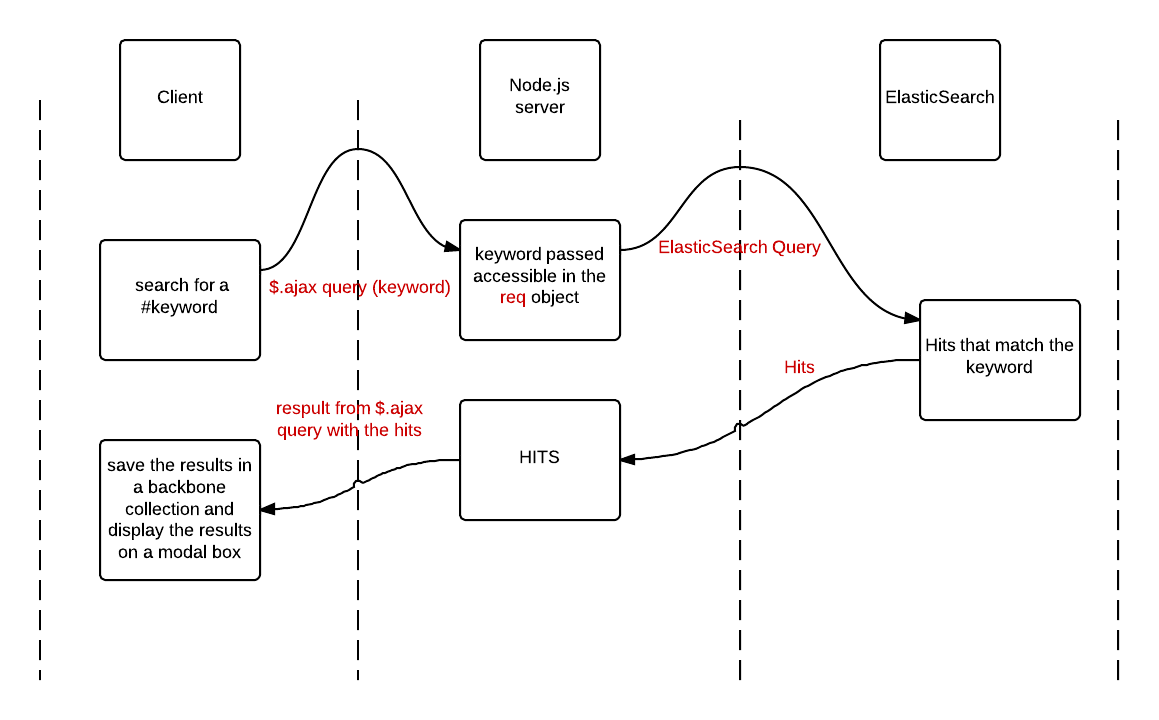 Client
Node.js
server
ElasticSearch
search for a
#keyword
$.ajax query (keyword)
keyword passed
accessible in the
req object
ElasticSearch Query
Hits that match the
keyword
Hits
HITS
respult from $.ajax
query with the hits
save the results in
a backbone
collection and
display the results
on a modal box